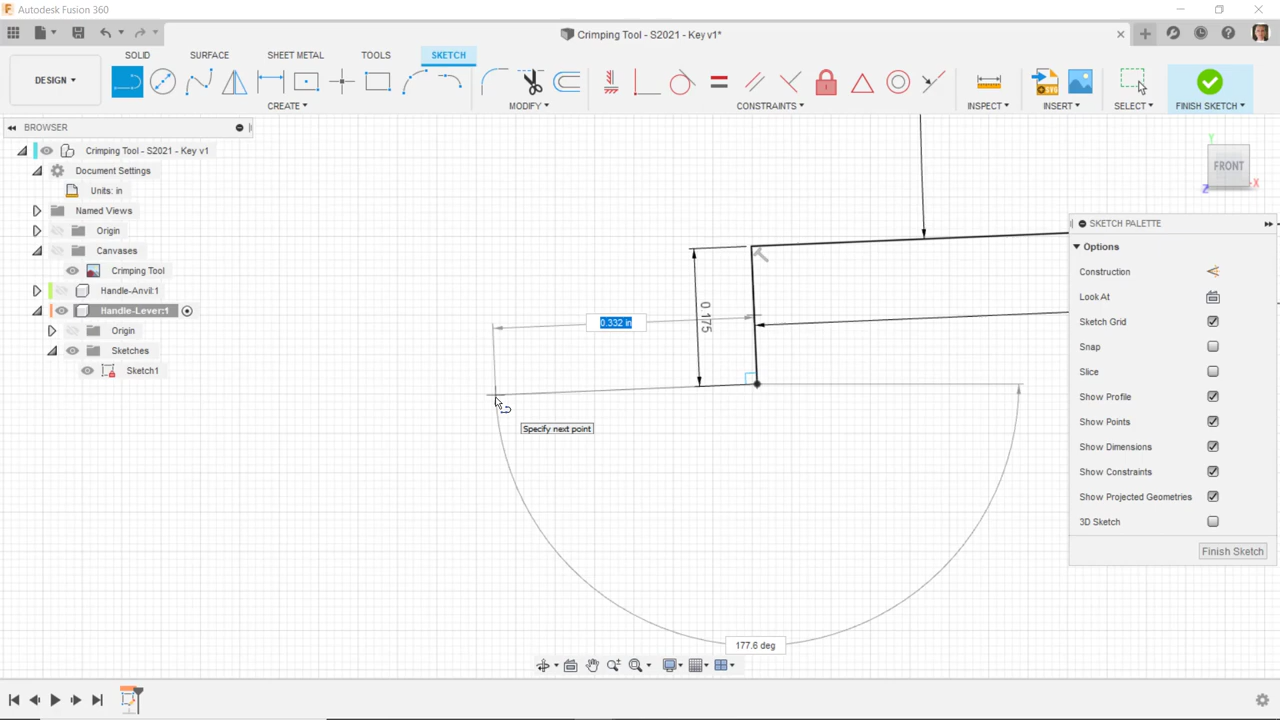 Autodesk Fusion 360
Crimping Tool - S2021 - Key v1*
DESIGN
SOLID
SURFACE
SHEET METAL
TOOLS
SKETCH
CREATE
MODIFY
CONSTRAINTS
INSPECT
INSERT
SELECT
FINISH SKETCH
BROWSER
Crimping Tool - S2021 - Key v1
Document Settings
Units: in
Named Views
Origin
Canvases
Crimping Tool
Handle-Anvil:1
Handle-Lever:1
Origin
Sketches
Sketch1
0.332 in
0.175
Specify next point
177.6 deg
FRONT
Y
X
Z
SKETCH PALETTE
Options
Construction
Look At
Sketch Grid
Snap
Slice
Show Profile
Show Points
Show Dimensions
Show Constraints
Show Projected Geometries
3D Sketch
Finish Sketch